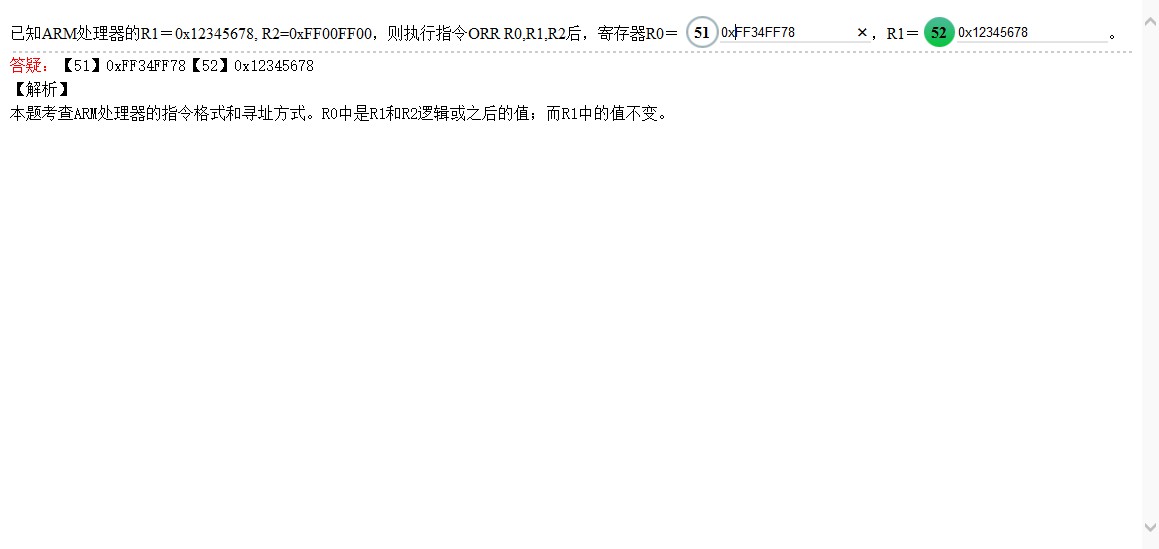 已知ARM处理器的R1＝0x12345678, R2=0xFF00FF00，则执行指令ORR R0,R1,R2后，寄存器R0＝ 51 0xFF34FF78 ✕ ，R1＝ 52 0x12345678 。
答疑：【51】0xFF34FF78【52】0x12345678
【解析】
本题考查ARM处理器的指令格式和寻址方式。R0中是R1和R2逻辑或之后的值；而R1中的值不变。